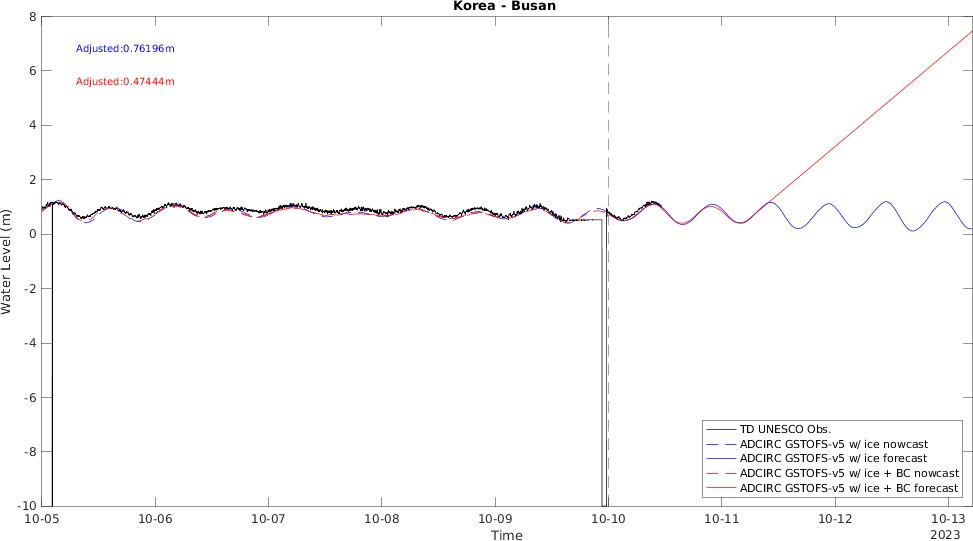 Korea - Busan
8
Adjusted:0.76196m
6
Adjusted:0.47444m
4
2
0
-2
-4
-6
-8
-10
Water Level (m)
TD UNESCO Obs.
ADCIRC GSTOFS-v5 w/ ice nowcast
ADCIRC GSTOFS-v5 w/ ice forecast
ADCIRC GSTOFS-v5 w/ ice + BC nowcast
ADCIRC GSTOFS-v5 w/ ice + BC forecast
10-05 10-06 10-07 10-08 10-09 10-10 10-11 10-12 10-13
2023
Time